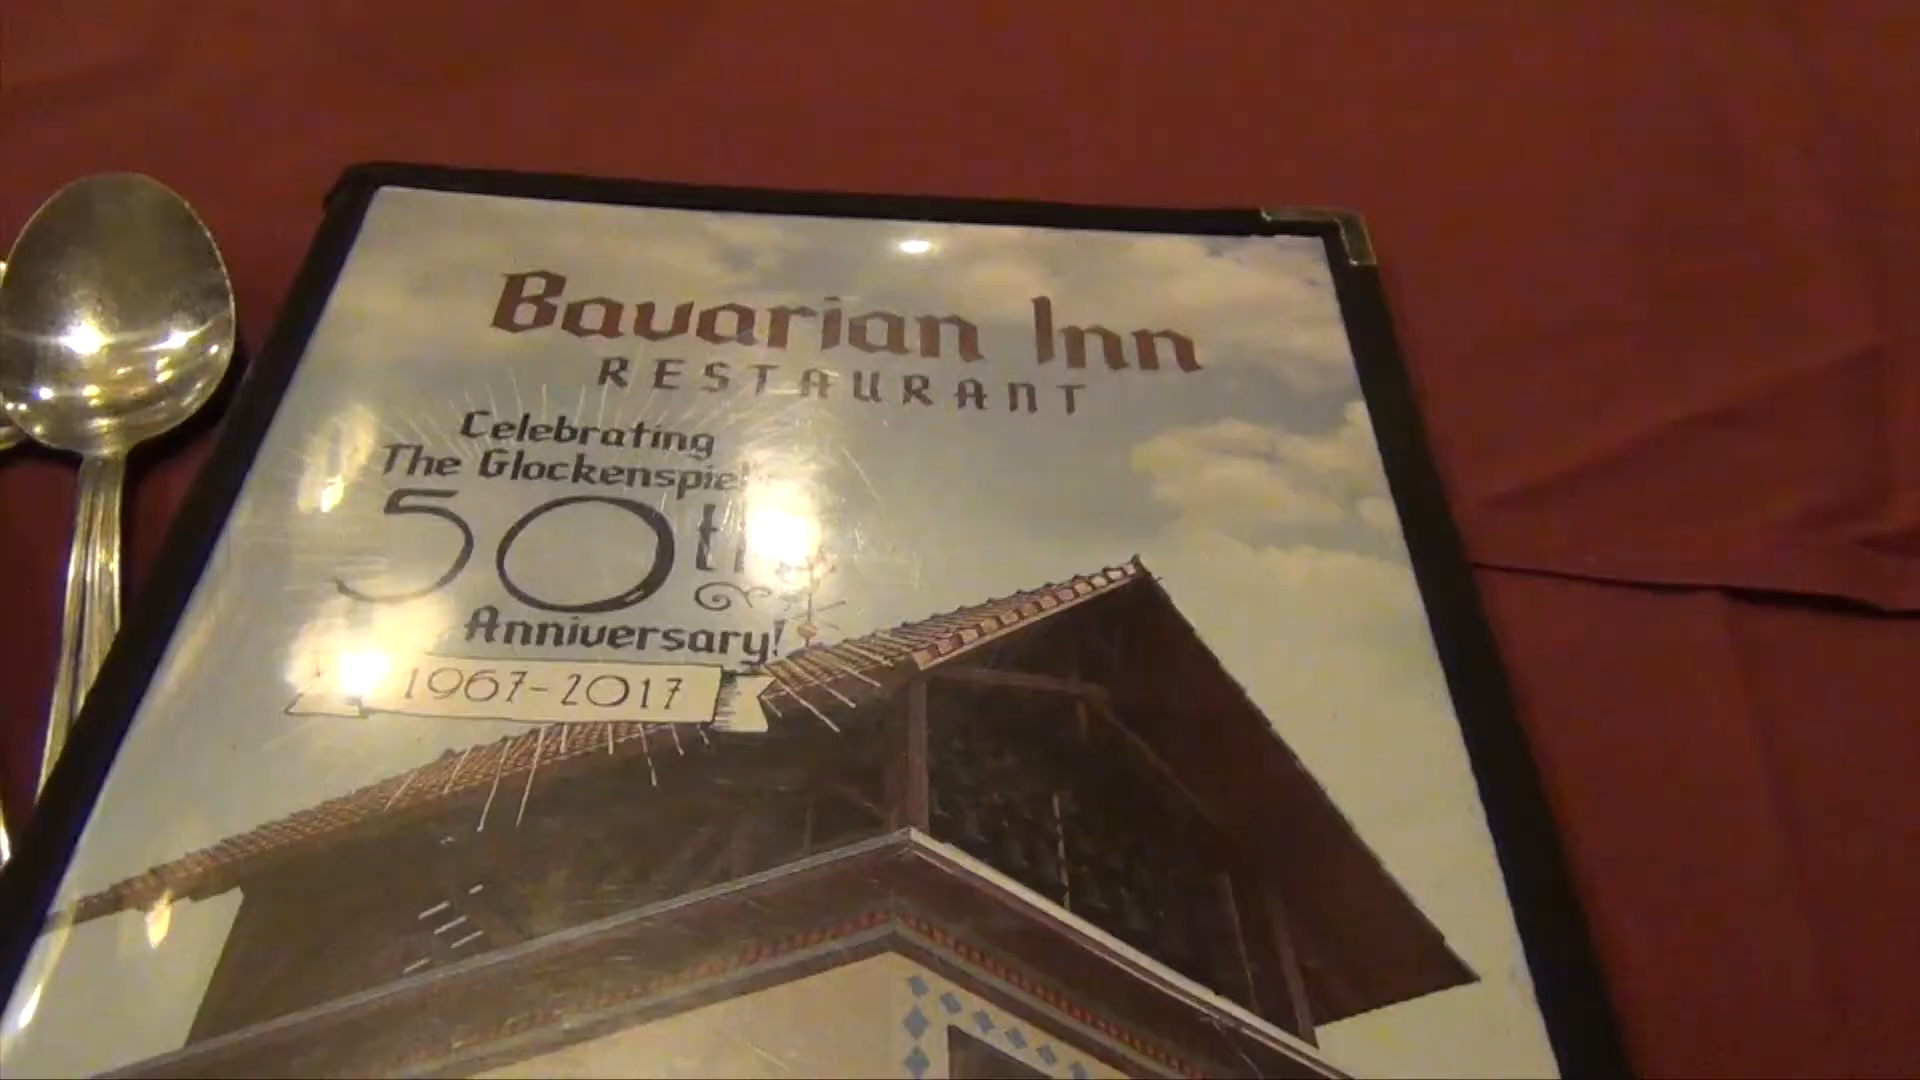 Bavarian Inn
RESTAURANT
Celebrating
The Glockenspiel
50th
Anniversary!
1967-2017